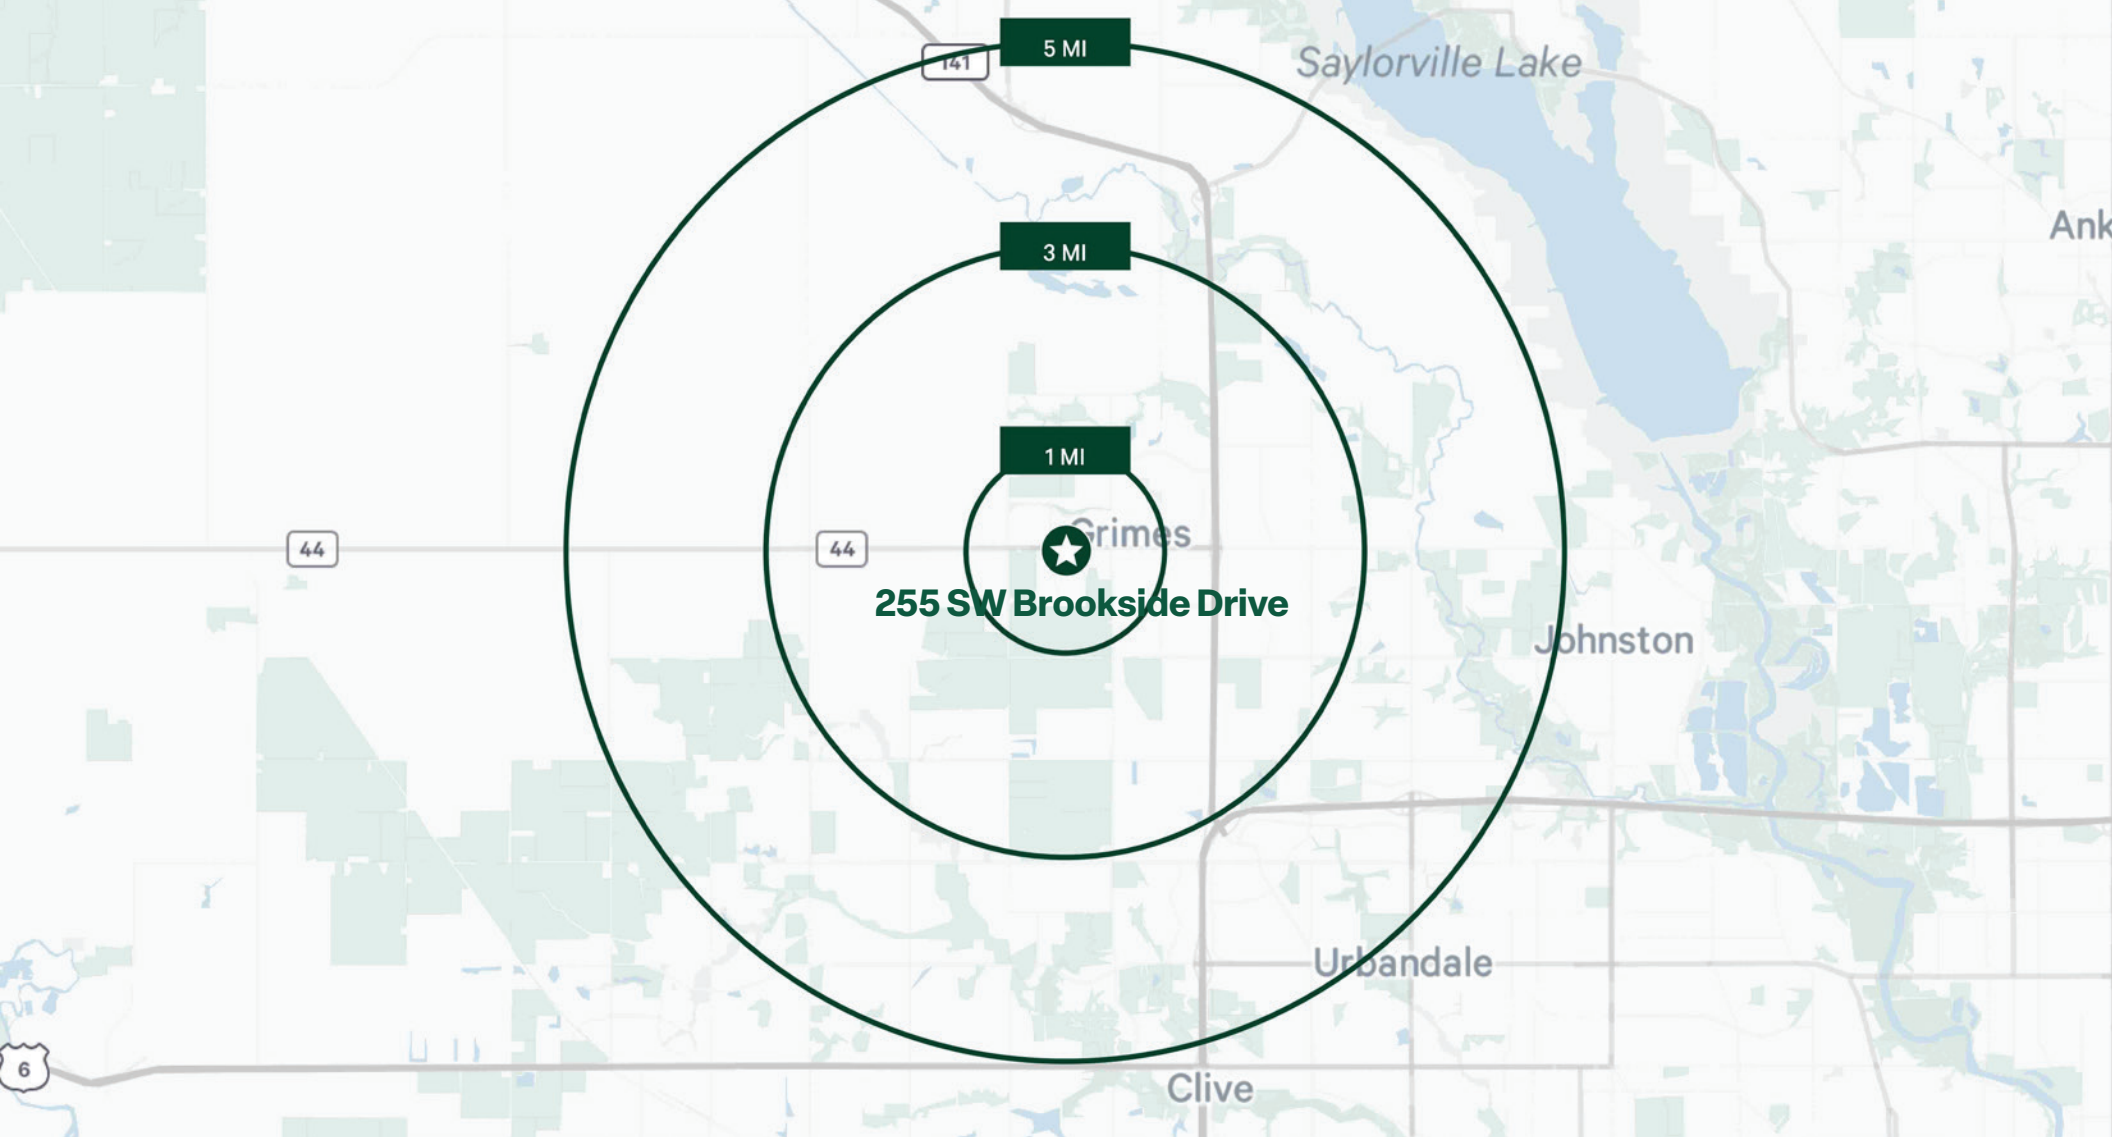 5 MI
141
Saylorville Lake
Ank
3 MI
1 MI
Grimes
44
44
255 SW Brookside Drive
Johnston
Urbandale
6
Clive